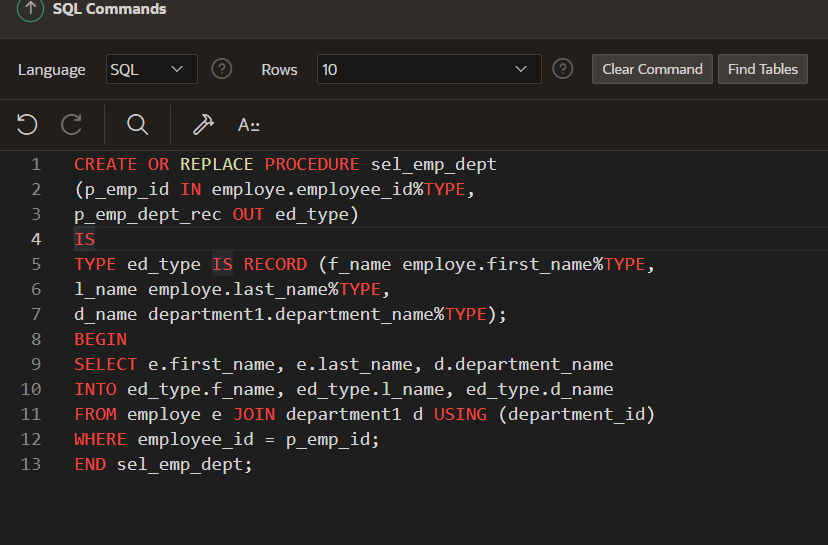 SQL Commands
Language SQL Rows 10 Clear Command Find Tables
A::
1 CREATE OR REPLACE PROCEDURE sel_emp_dept
2 (p_emp_id IN employe.employee_id%TYPE,
3 p_emp_dept_rec OUT ed_type)
4 IS
5 TYPE ed_type IS RECORD (f_name employe.first_name%TYPE,
6 l_name employe.last_name%TYPE,
7 d_name department1.department_name%TYPE);
8 BEGIN
9 SELECT e.first_name, e.last_name, d.department_name
10 INTO ed_type.f_name, ed_type.l_name, ed_type.d_name
11 FROM employe e JOIN department1 d USING (department_id)
12 WHERE employee_id = p_emp_id;
13 END sel_emp_dept;